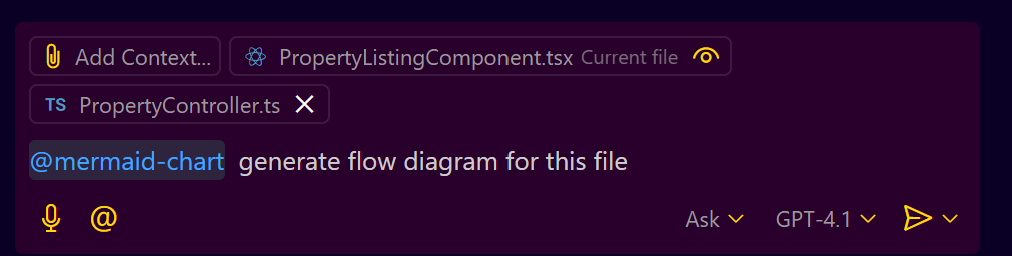 Add Context... PropertyListingComponent.tsx Current file
TS PropertyController.ts
@mermaid-chart generate flow diagram for this file
@ Ask GPT-4.1